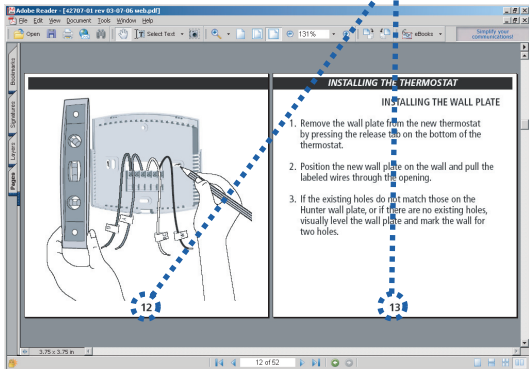 Adobe Reader - [42707-01 rev 03-07-06 web.pdf]
File Edit View Document Tools Window Help
Open Select Text 131% eBooks Simplify your communications!
Bookmarks
Signatures
Layers
Pages
INSTALLING THE THERMOSTAT
INSTALLING THE WALL PLATE
1. Remove the wall plate from the new thermostat
by pressing the release tab on the bottom of the
thermostat.
2. Position the new wall plate on the wall and pull the
labeled wires through the opening.
3. If the existing holes do not match those on the
Hunter wall plate, or if there are no existing holes,
visually level the wall plate and mark the wall for
two holes.
12
13
3.75 x 3.75 in
12 of 52